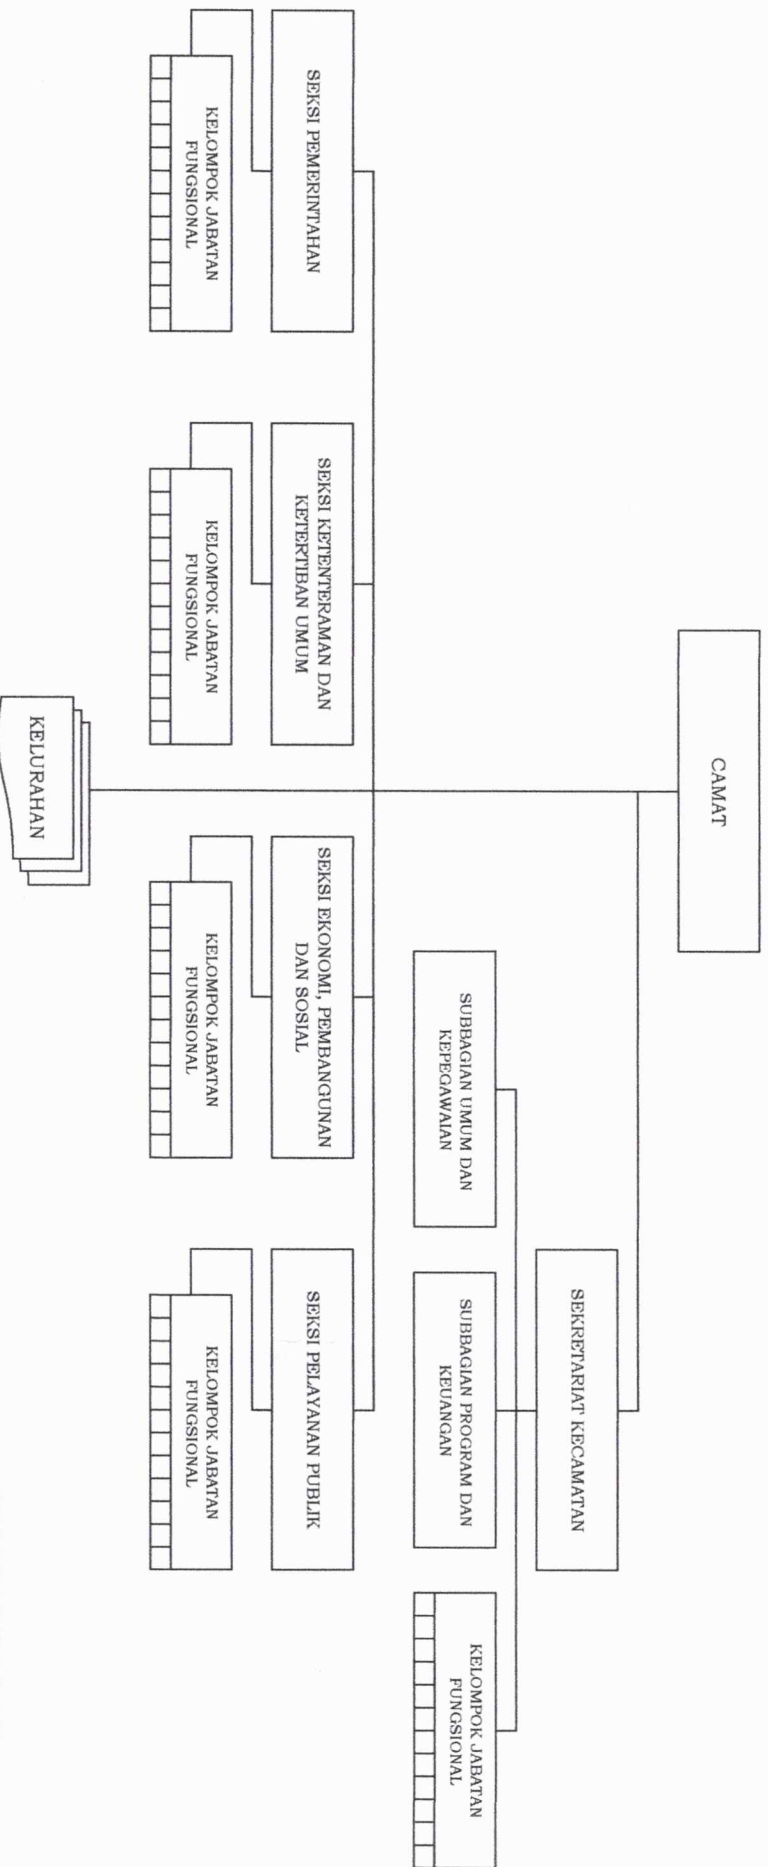 CAMAT
SEKRETARIAT KECAMATAN
SUBBAGIAN UMUM DAN
KEPEGAWAIAN
SUBBAGIAN PROGRAM DAN
KEUANGAN
KELOMPOK JABATAN
FUNGSIONAL
SEKSI PEMERINTAHAN
SEKSI KETENTERAMAN DAN
KETERTIBAN UMUM
SEKSI EKONOMI, PEMBANGUNAN
DAN SOSIAL
SEKSI PELAYANAN PUBLIK
KELOMPOK JABATAN
FUNGSIONAL
KELOMPOK JABATAN
FUNGSIONAL
KELOMPOK JABATAN
FUNGSIONAL
KELOMPOK JABATAN
FUNGSIONAL
KELURAHAN